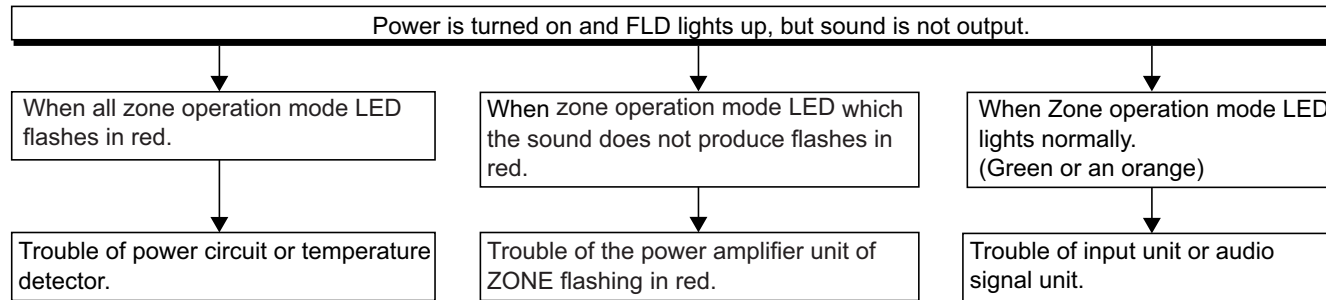 Power is turned on and FLD lights up, but sound is not output.
When all zone operation mode LED
flashes in red.
When zone operation mode LED which
the sound does not produce flashes in
red.
When Zone operation mode LED
lights normally.
(Green or an orange)
Trouble of power circuit or temperature
detector.
Trouble of the power amplifier unit of
ZONE flashing in red.
Trouble of input unit or audio
signal unit.